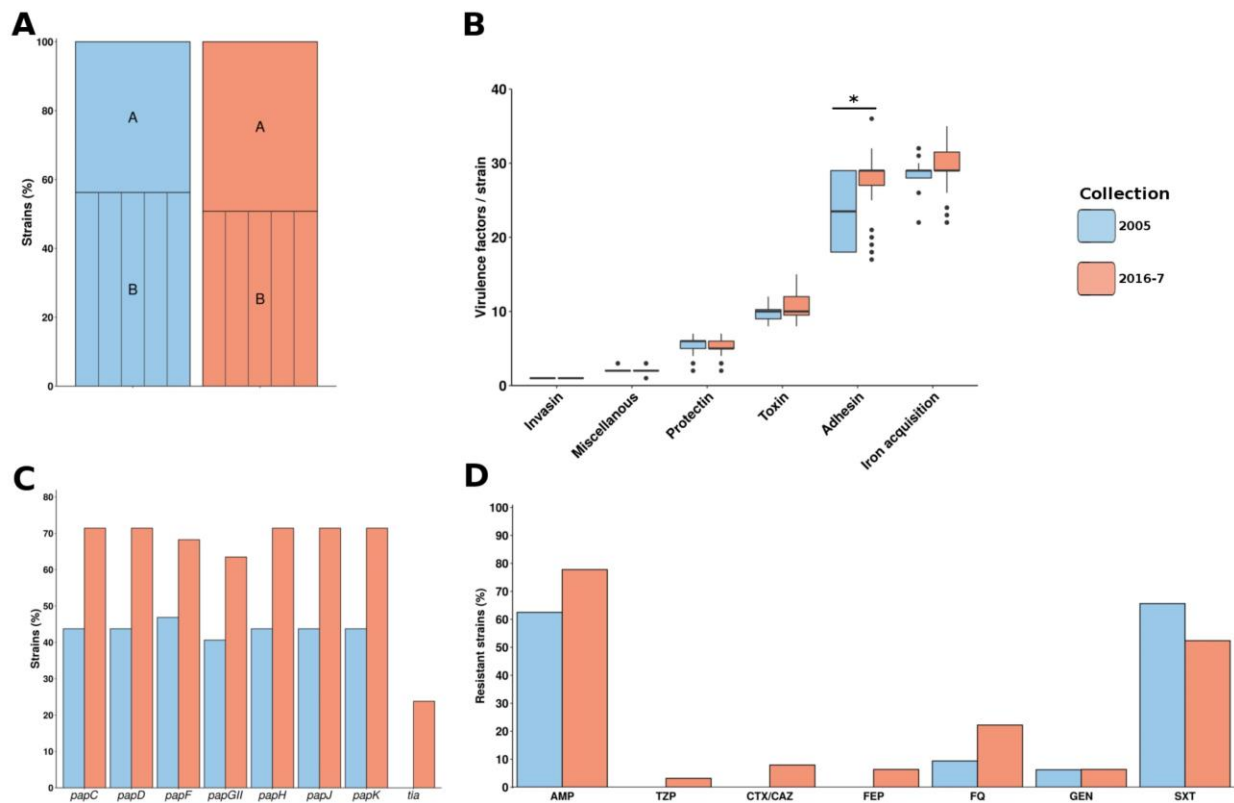 A
100
80
60
40
20
0
Strains (%)
A
B
A
B
B
40
30
20
10
0
Virulence factors / strain
*
Invasin
Miscellanous
Protectin
Toxin
Adhesin
Iron acquisition
Collection
2005
2016-7
C
80
70
60
50
40
30
20
10
0
Strains (%)
papC papD papF papGII papH papJ papK tia
D
100
90
80
70
60
50
40
30
20
10
0
Resistant strains (%)
AMP TZP CTX/CAZ FEP FQ GEN SXT